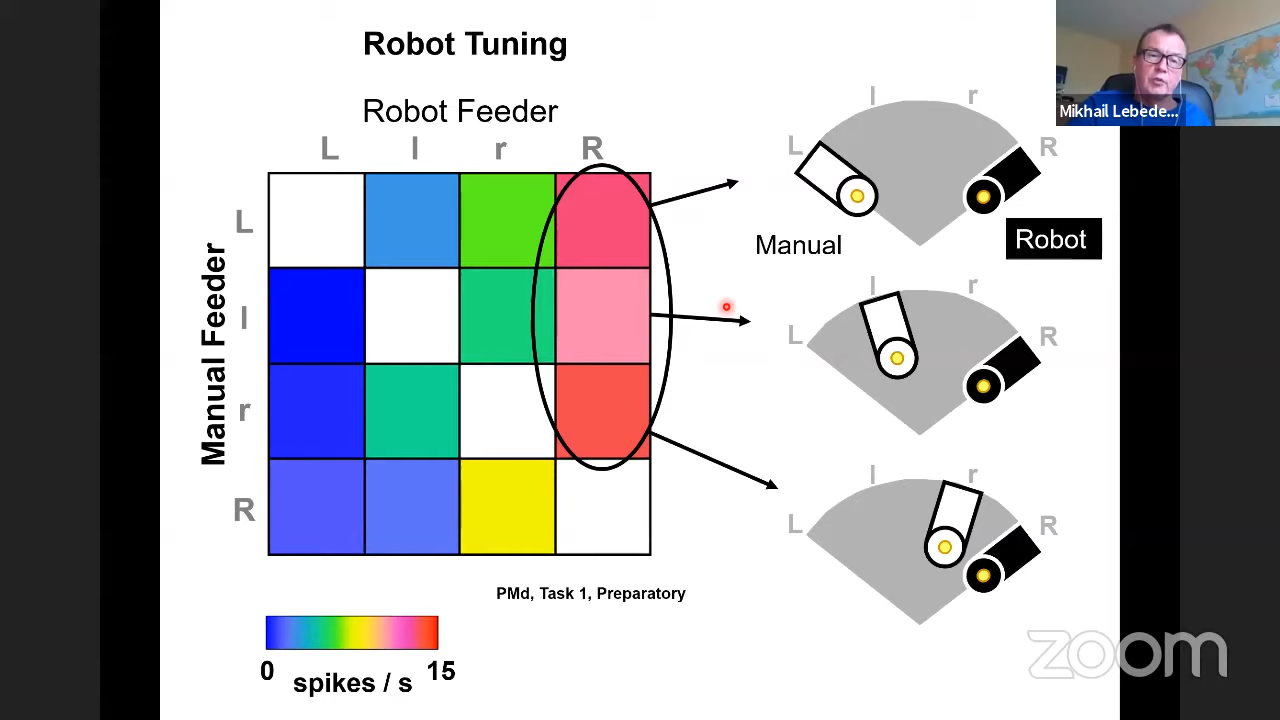 Robot Tuning
Robot Feeder
L l r R
Manual Feeder
L
l
r
R
PMd, Task 1, Preparatory
0 15
spikes / s
l r
L R
Manual
Robot
l r
L R
l r
L R
Mikhail Lebede...
zoom